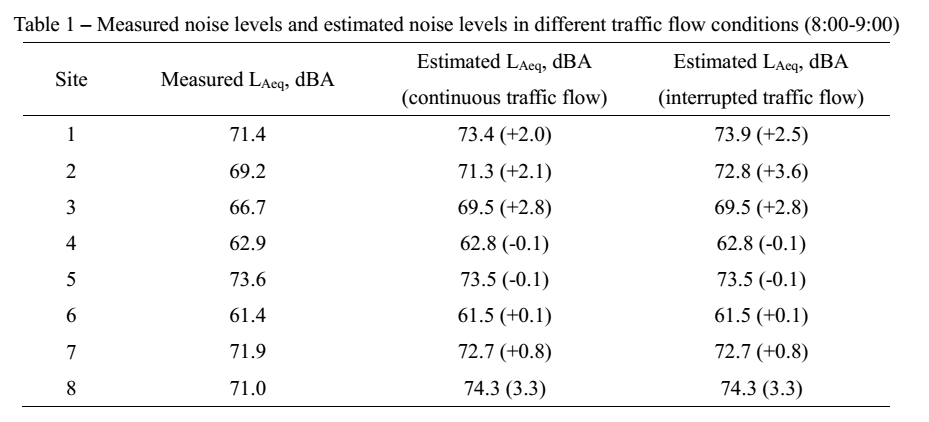 Table 1 – Measured noise levels and estimated noise levels in different traffic flow conditions (8:00-9:00)
Site Measured LAeq, dBA Estimated LAeq, dBA (continuous traffic flow) Estimated LAeq, dBA (interrupted traffic flow)
1 71.4 73.4 (+2.0) 73.9 (+2.5)
2 69.2 71.3 (+2.1) 72.8 (+3.6)
3 66.7 69.5 (+2.8) 69.5 (+2.8)
4 62.9 62.8 (-0.1) 62.8 (-0.1)
5 73.6 73.5 (-0.1) 73.5 (-0.1)
6 61.4 61.5 (+0.1) 61.5 (+0.1)
7 71.9 72.7 (+0.8) 72.7 (+0.8)
8 71.0 74.3 (3.3) 74.3 (3.3)